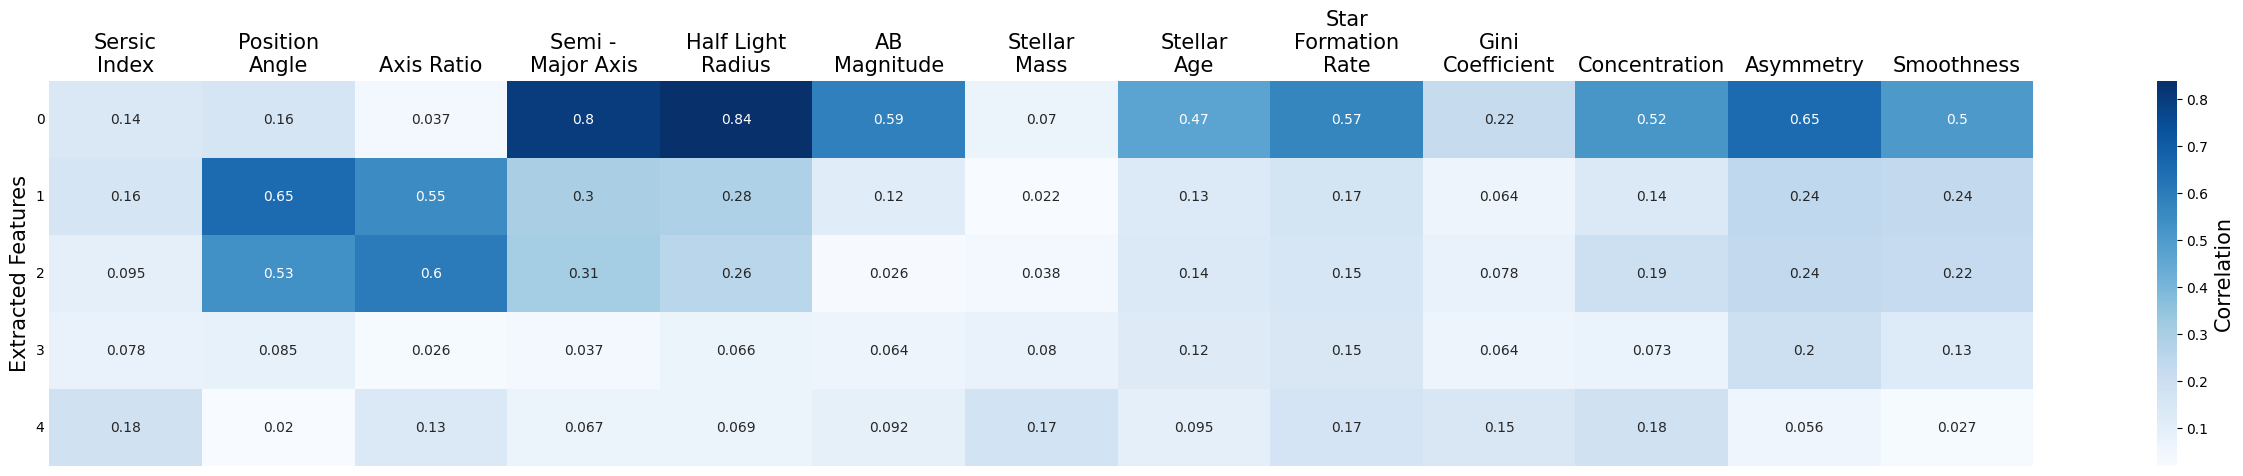 Sersic
Index
Position
Angle
Axis Ratio
Semi -
Major Axis
Half Light
Radius
AB
Magnitude
Stellar
Mass
Stellar
Age
Star
Formation
Rate
Gini
Coefficient
Concentration
Asymmetry
Smoothness
Extracted Features
0 0.14 0.16 0.037 0.8 0.84 0.59 0.07 0.47 0.57 0.22 0.52 0.65 0.5
1 0.16 0.65 0.55 0.3 0.28 0.12 0.022 0.13 0.17 0.064 0.14 0.24 0.24
2 0.095 0.53 0.6 0.31 0.26 0.026 0.038 0.14 0.15 0.078 0.19 0.24 0.22
3 0.078 0.085 0.026 0.037 0.066 0.064 0.08 0.12 0.15 0.064 0.073 0.2 0.13
4 0.18 0.02 0.13 0.067 0.069 0.092 0.17 0.095 0.17 0.15 0.18 0.056 0.027
0.8
0.7
0.6
0.5
0.4
0.3
0.2
0.1
Correlation